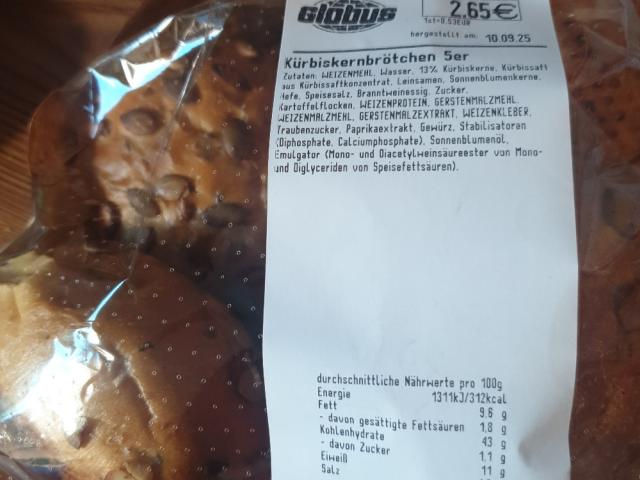 Globus
2.65€
1st=0.53EUR
hergestellt am: 10.09.25
Kürbiskernbrötchen 5er
Zutaten: WEIZENMEHL, Wasser, 13% Kürbiskerne, Kürbissaft
aus Kürbissaftkonzentrat, Leinsamen, Sonnenblumenkerne,
Hefe, Speisesalz, Branntweinessig, Zucker,
Kartoffelflocken, WEIZENPROTEIN, GERSTENMALZMEHL,
WEIZENMALZMEHL, GERSTENMALZEXTRAKT, WEIZENKLEBER,
Traubenzucker, Paprikaextrakt, Gewürz, Stabilisatoren
(Diphosphate, Calciumphosphate), Sonnenblumenöl,
Emulgator (Mono- und Diacetylweinsäureester von Mono-
und Diglyceriden von Speisefettsäuren).
durchschnittliche Nährwerte pro 100g
Energie 1311kJ/312kcal
Fett 9.6 g
- davon gesättigte Fettsäuren 1.8 g
Kohlenhydrate 43 g
- davon Zucker 1.1 g
Eiweiß 11 g
Salz